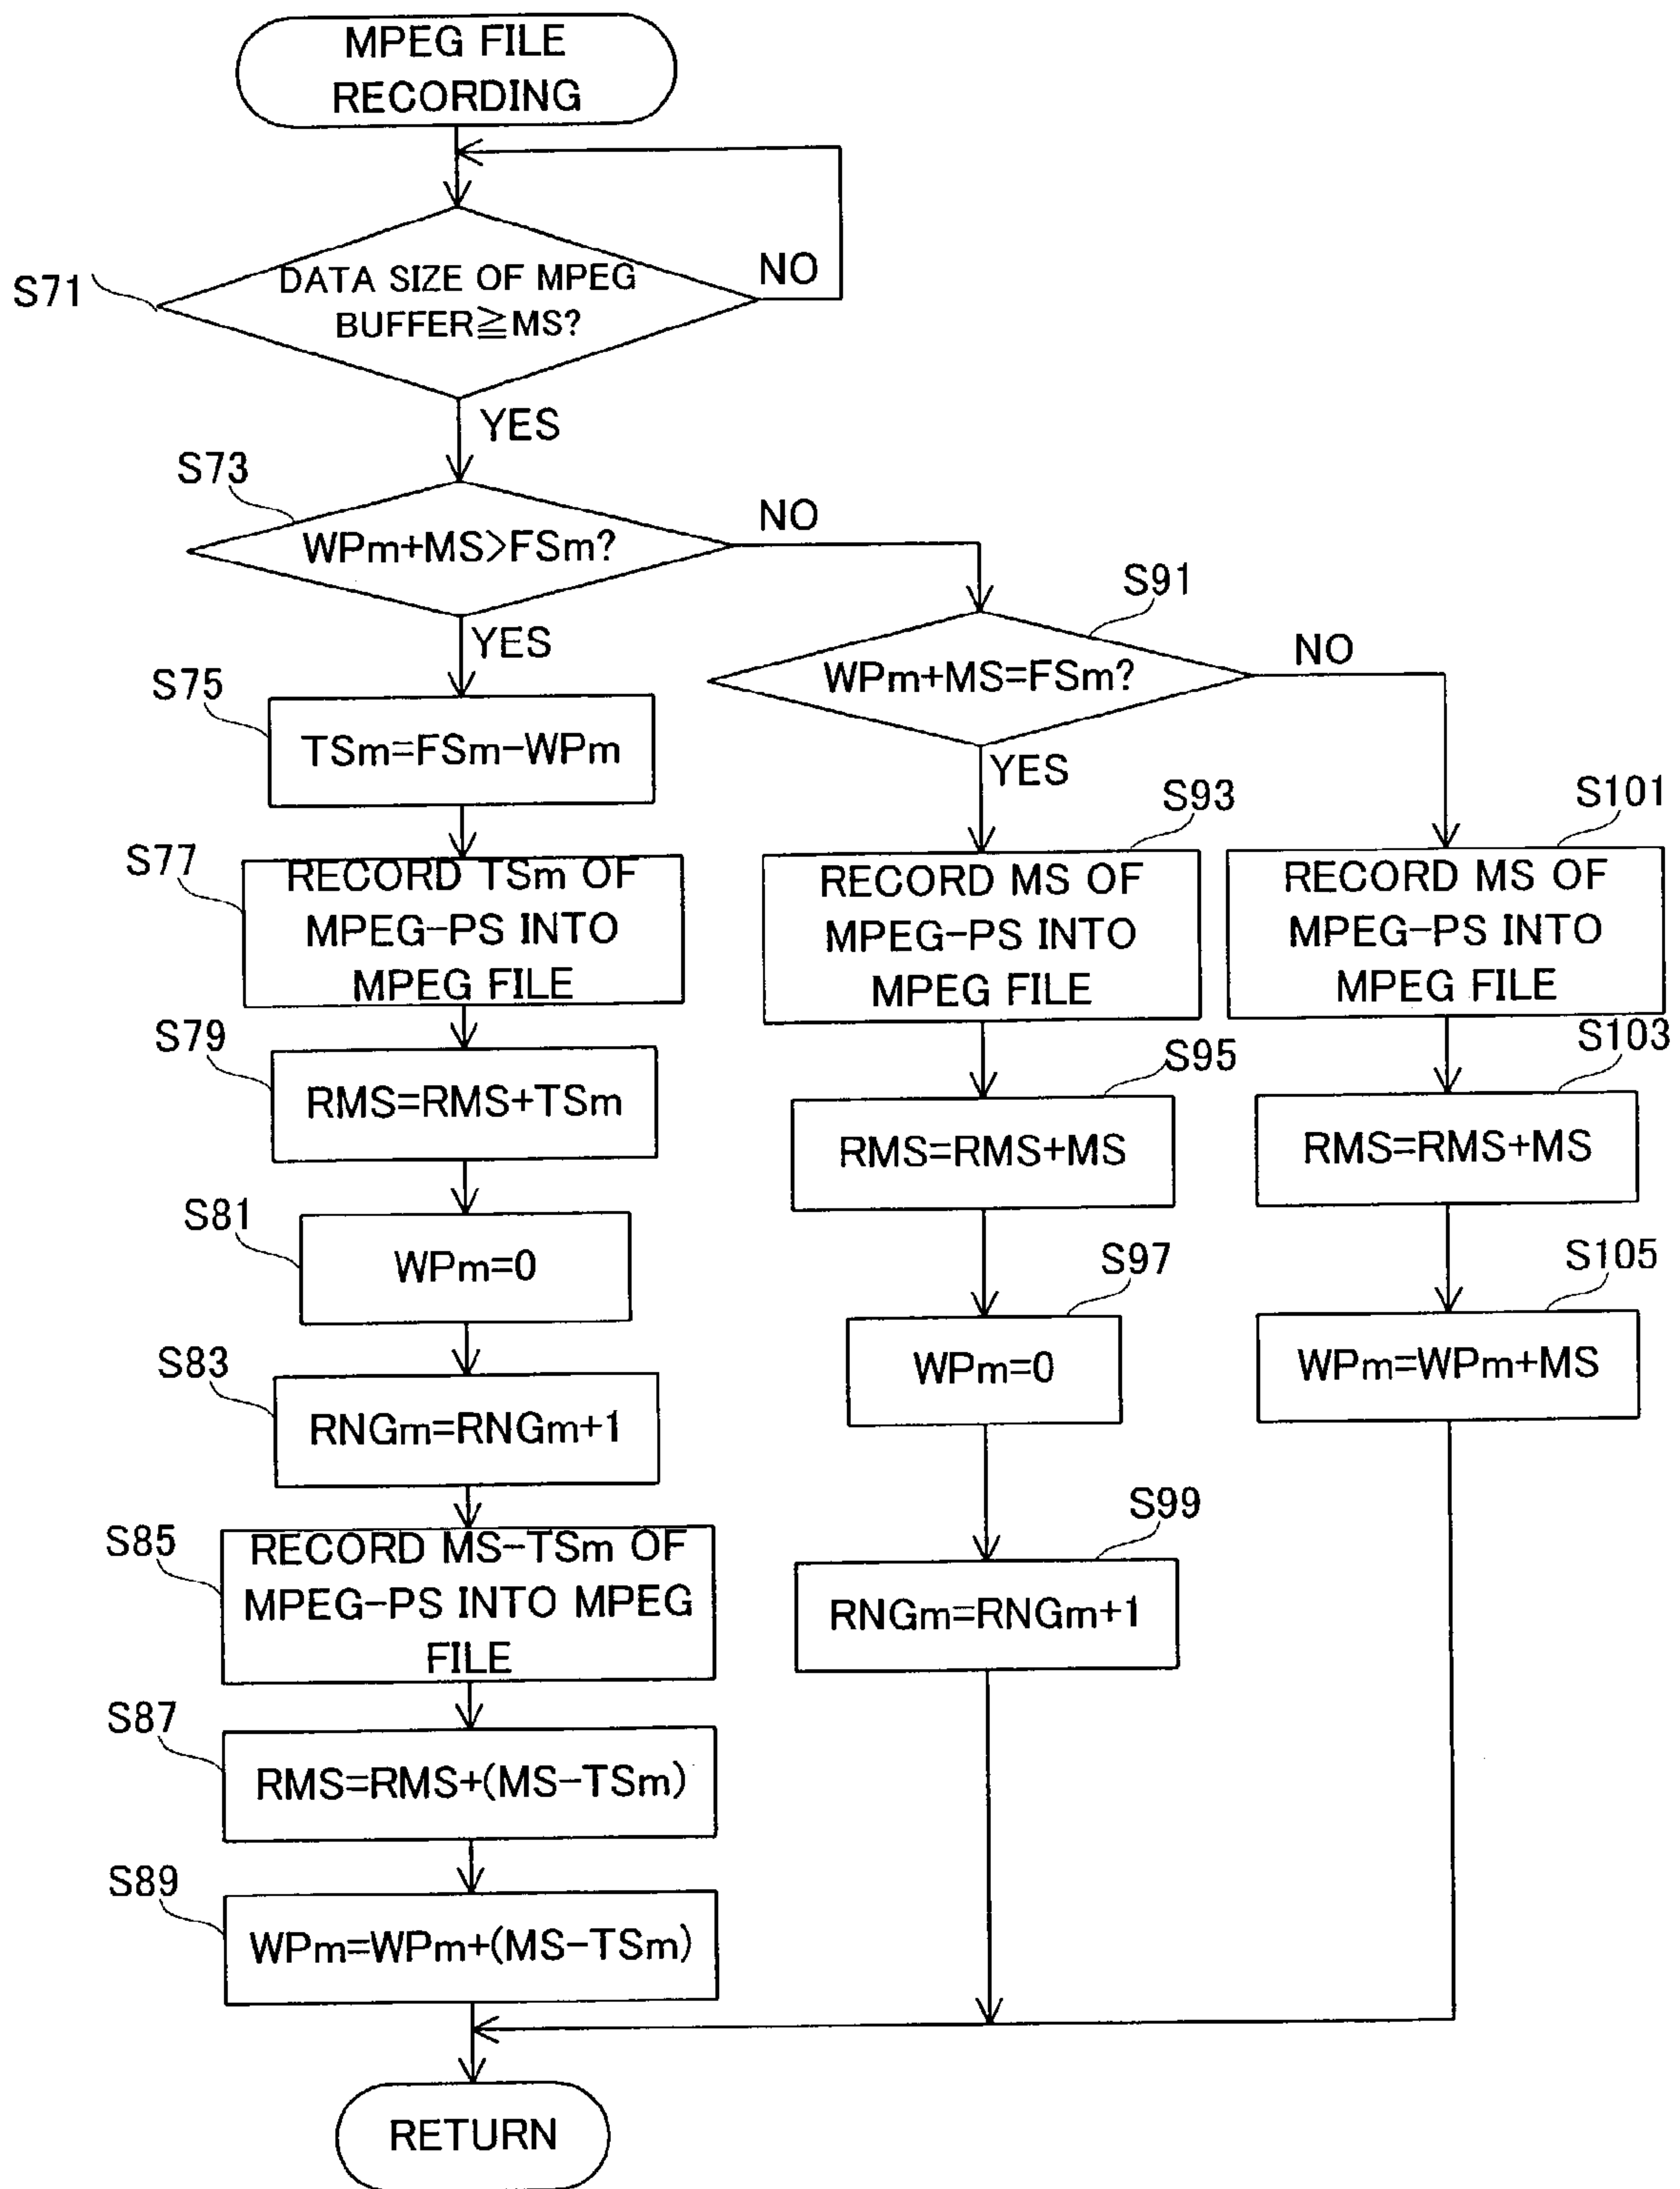 MPEG FILE
RECORDING
S71
DATA SIZE OF MPEG
BUFFER≧MS?
NO
YES
S73
WPm+MS>FSm?
NO
YES
S91
WPm+MS=FSm?
NO
YES
S75
TSm=FSm-WPm
S77
RECORD TSm OF
MPEG-PS INTO
MPEG FILE
S79
RMS=RMS+TSm
S81
WPm=0
S83
RNGm=RNGm+1
S85
RECORD MS-TSm OF
MPEG-PS INTO MPEG
FILE
S87
RMS=RMS+(MS-TSm)
S89
WPm=WPm+(MS-TSm)
S93
RECORD MS OF
MPEG-PS INTO
MPEG FILE
S95
RMS=RMS+MS
S97
WPm=0
S99
RNGm=RNGm+1
S101
RECORD MS OF
MPEG-PS INTO
MPEG FILE
S103
RMS=RMS+MS
S105
WPm=WPm+MS
RETURN